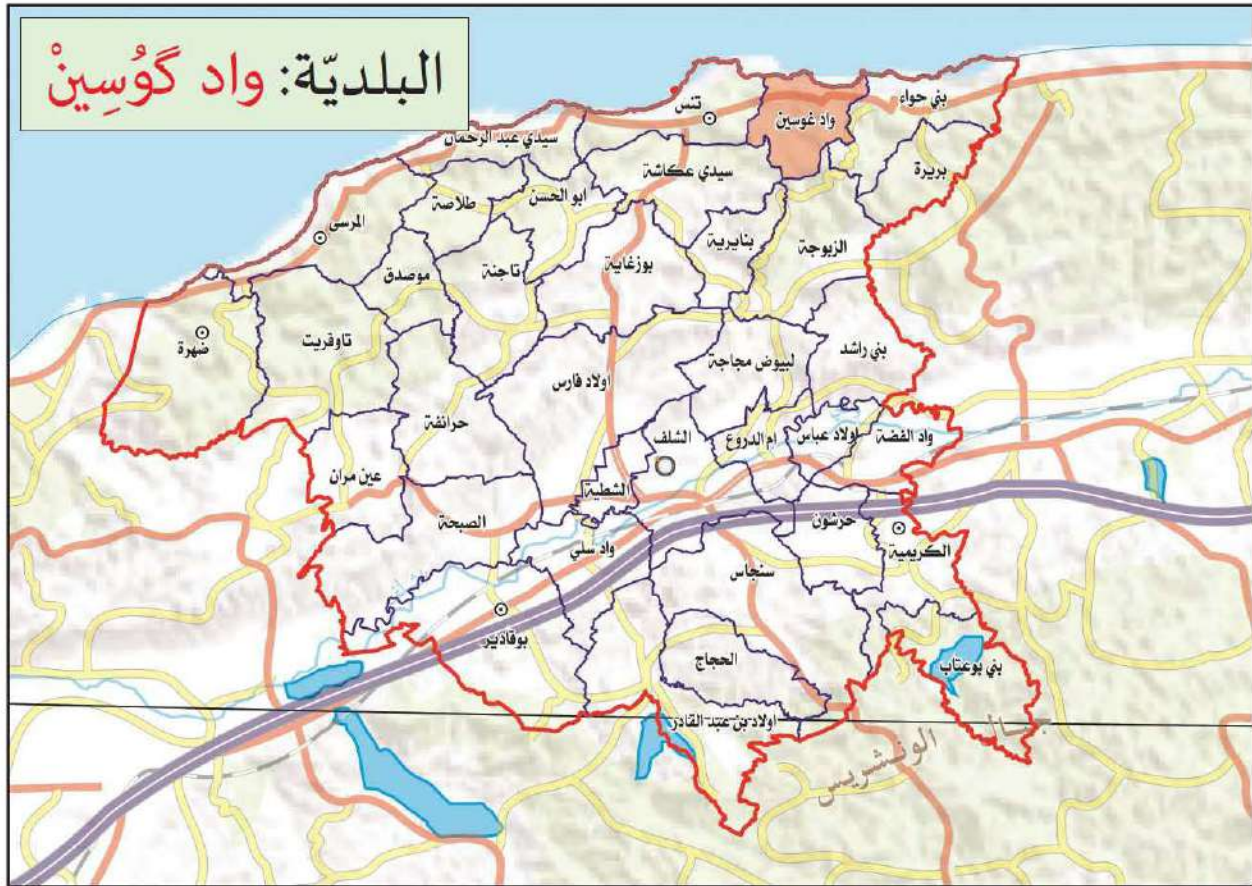 البلديّة: واد گوُسِينْ
بني حواء
واد غوسين
تنس
سيدي عبد الرحمان
بريرة
سيدي عكاشة
ابو الحسن
طلاصة
المرسى
الزبوجة
بنايرية
بوزغاية
تاجنة
موصدق
ضهرة
تاوقريت
بني راشد
لبيوض مجاجة
اولاد فارس
حرانفة
واد الفضة
اولاد عباس
ام الدروع
الشلف
عين مران
الشطية
الصبحة
حرشون
الكريمية
واد سلي
سنجاس
بوقادير
الحجاج
بني بوعتاب
اولاد بن عبد القادر
جبال الونشريس